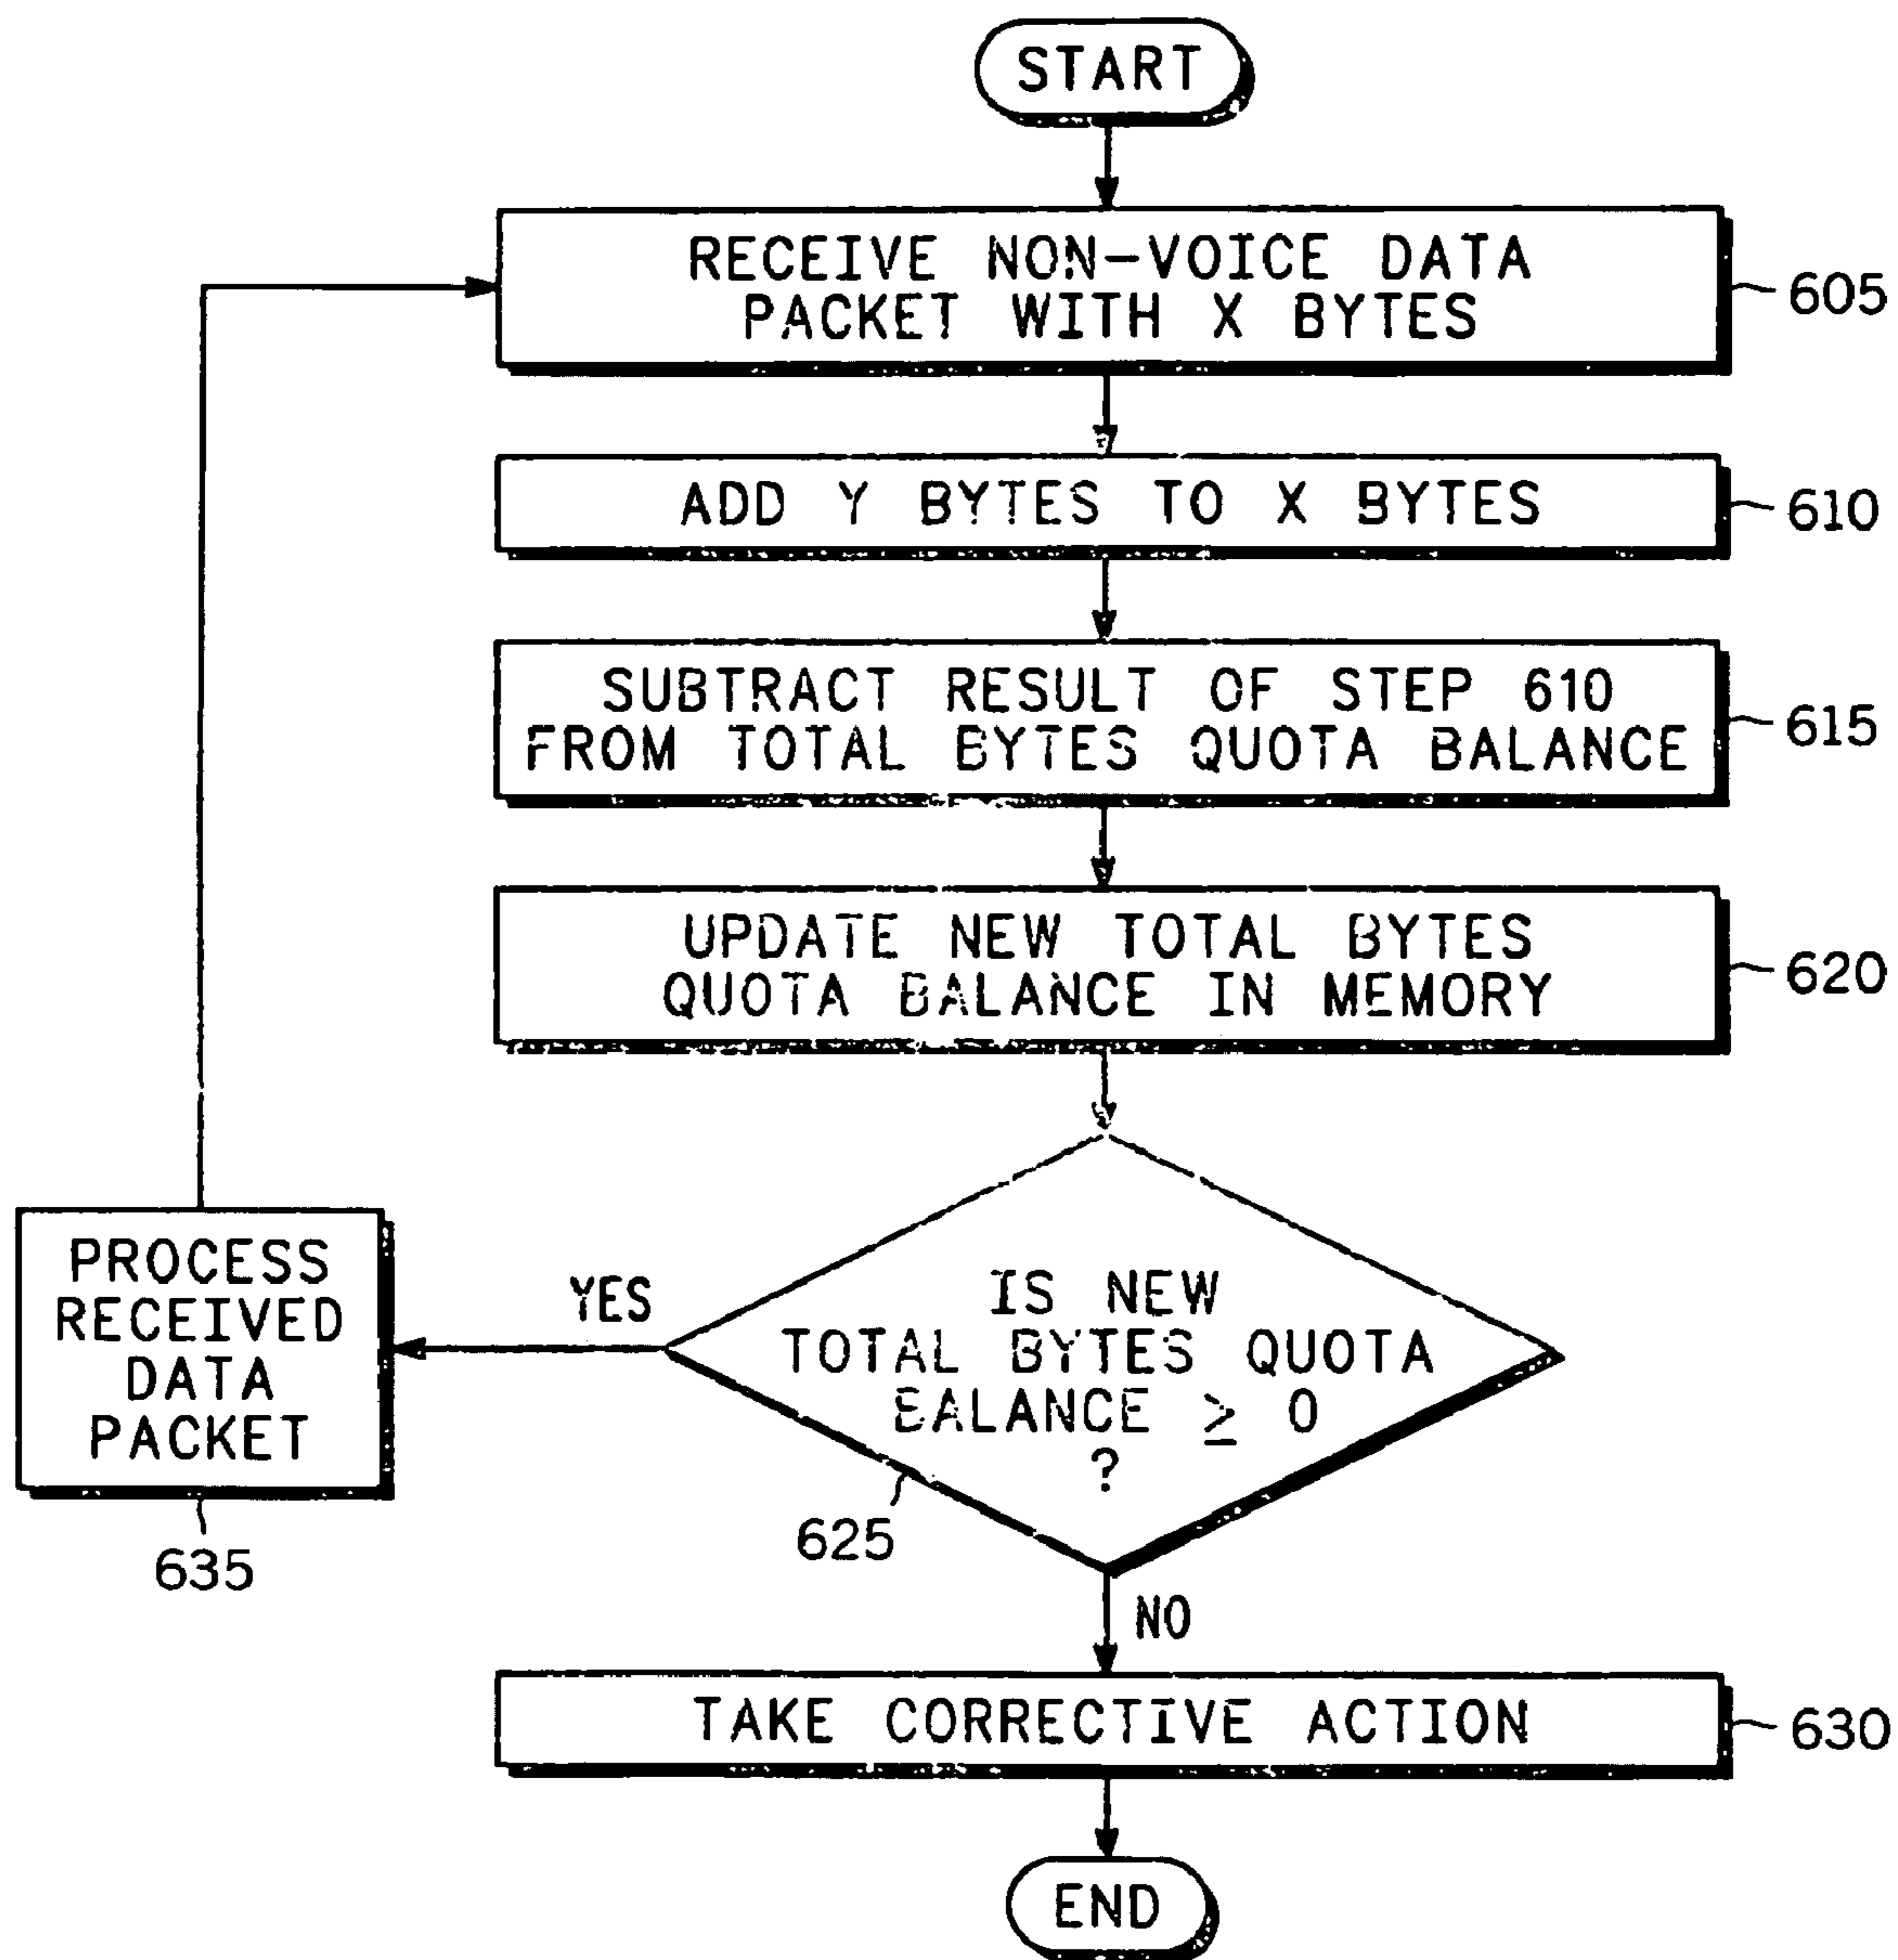 START
RECEIVE NON-VOICE DATA
PACKET WITH X BYTES
605
ADD Y BYTES TO X BYTES
610
SUBTRACT RESULT OF STEP 610
FROM TOTAL BYTES QUOTA BALANCE
615
UPDATE NEW TOTAL BYTES
QUOTA BALANCE IN MEMORY
620
IS NEW
TOTAL BYTES QUOTA
BALANCE ≥ 0
?
625
YES
PROCESS
RECEIVED
DATA
PACKET
635
NO
TAKE CORRECTIVE ACTION
630
END